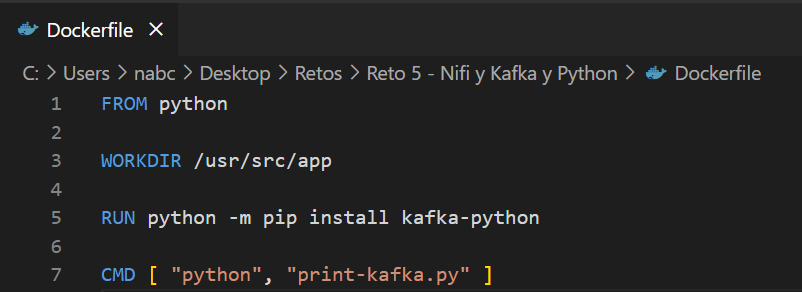 Dockerfile ×
C: > Users > nabc > Desktop > Retos > Reto 5 - Nifi y Kafka y Python > Dockerfile
1 FROM python
2
3 WORKDIR /usr/src/app
4
5 RUN python -m pip install kafka-python
6
7 CMD [ "python", "print-kafka.py" ]